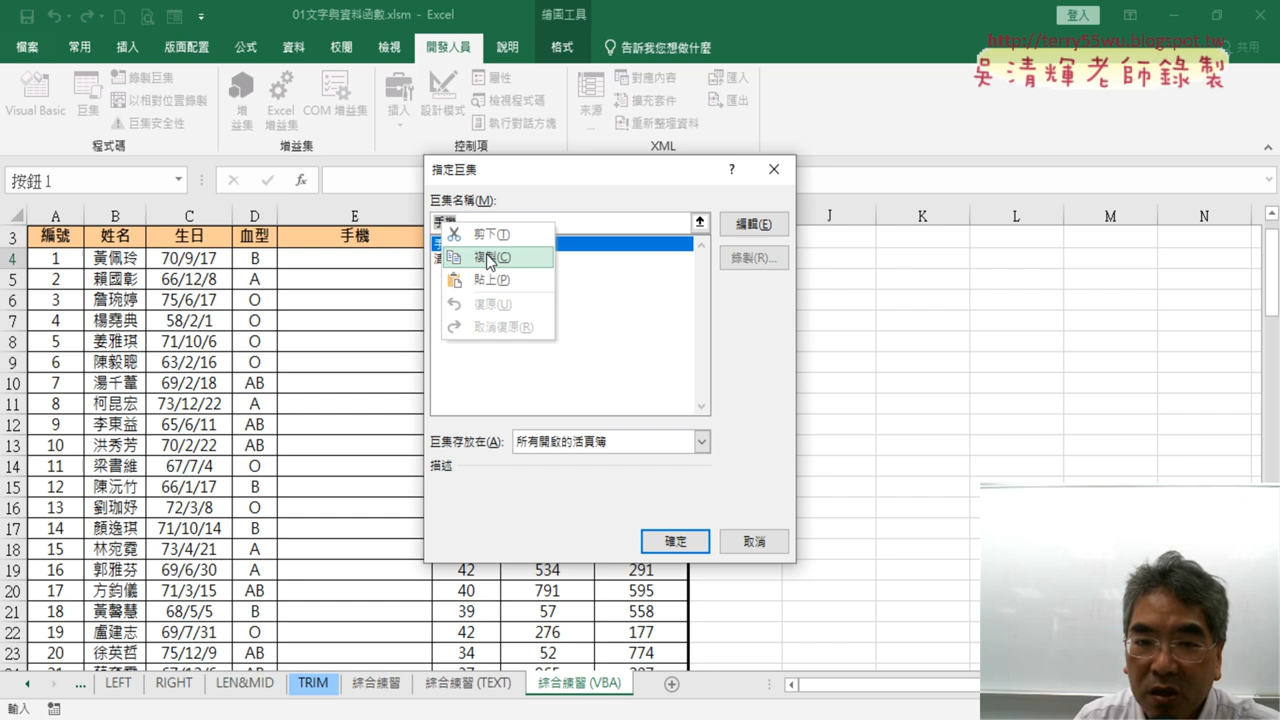 01文字與資料函數.xlsm - Excel
繪圖工具
登入
檔案 常用 插入 版面配置 公式 資料 校閱 檢視 開發人員 說明 格式 告訴我您想做什麼 共用
http://terry55wu.blogspot.tw
吳清輝老師錄製
Visual Basic 巨集 錄製巨集 以相對位置錄製 巨集安全性
增益集 Excel 增益集 COM 增益集
插入 設計模式 屬性 檢視程式碼 執行對話方塊
來源 對應內容 擴充套件 重新整理資料 匯入 匯出
程式碼 增益集 控制項 XML
按鈕 1
fx
指定巨集 ?
巨集名稱(M):
手機
編輯(E)
錄製(R)...
剪下(T)
複製(C)
貼上(P)
復原(U)
取消復原(R)
巨集存放在(A): 所有開啟的活頁簿
描述
確定 取消
A B C D E J K L M N
3 編號 姓名 生日 血型 手機
4 1 黃佩玲 70/9/17 B
5 2 賴國彰 66/12/8 A
6 3 詹琬婷 75/6/17 O
7 4 楊堯典 58/2/1 O
8 5 姜雅琪 71/10/6 O
9 6 陳毅聰 63/2/16 O
10 7 湯千薰 69/2/18 AB
11 8 柯昆宏 73/12/22 A
12 9 李東益 65/6/11 AB
13 10 洪秀芳 70/2/22 AB
14 11 梁書維 67/7/4 O
15 12 陳沅竹 66/1/17 B
16 13 劉珈妤 72/3/8 O
17 14 顏逸琪 71/10/14 B
18 15 林宛霓 73/4/21 A
19 16 郭雅芬 69/6/30 A 42 534 291
20 17 方鈞儀 71/3/15 AB 40 791 595
21 18 黃馨慧 68/5/5 B 39 57 558
22 19 盧建志 69/7/31 O 42 276 177
23 20 徐英哲 75/12/9 AB 34 52 774
... LEFT RIGHT LEN&MID TRIM 綜合練習 綜合練習 (TEXT) 綜合練習 (VBA)
輸入